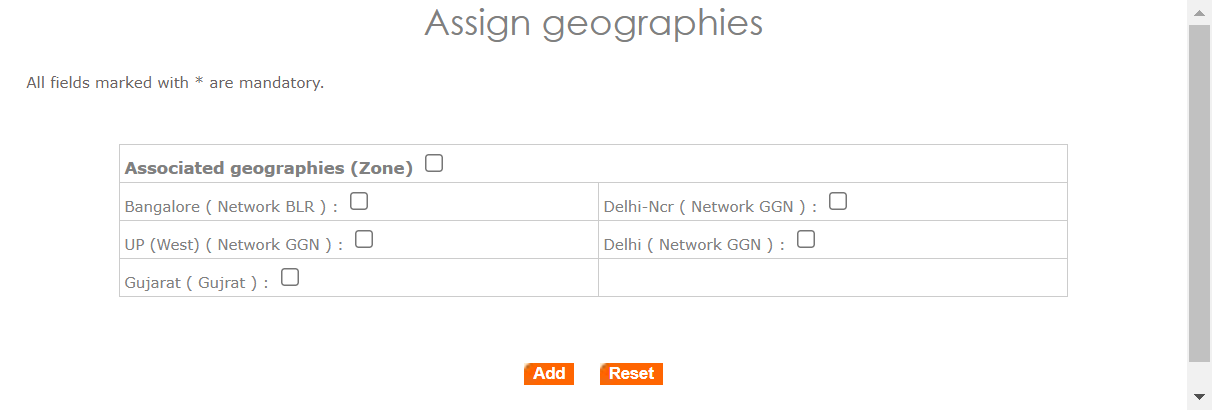 Assign geographies
All fields marked with * are mandatory.
Associated geographies (Zone)
Bangalore ( Network BLR ) :
Delhi-Ncr ( Network GGN ) :
UP (West) ( Network GGN ) :
Delhi ( Network GGN ) :
Gujarat ( Gujrat ) :
Add
Reset